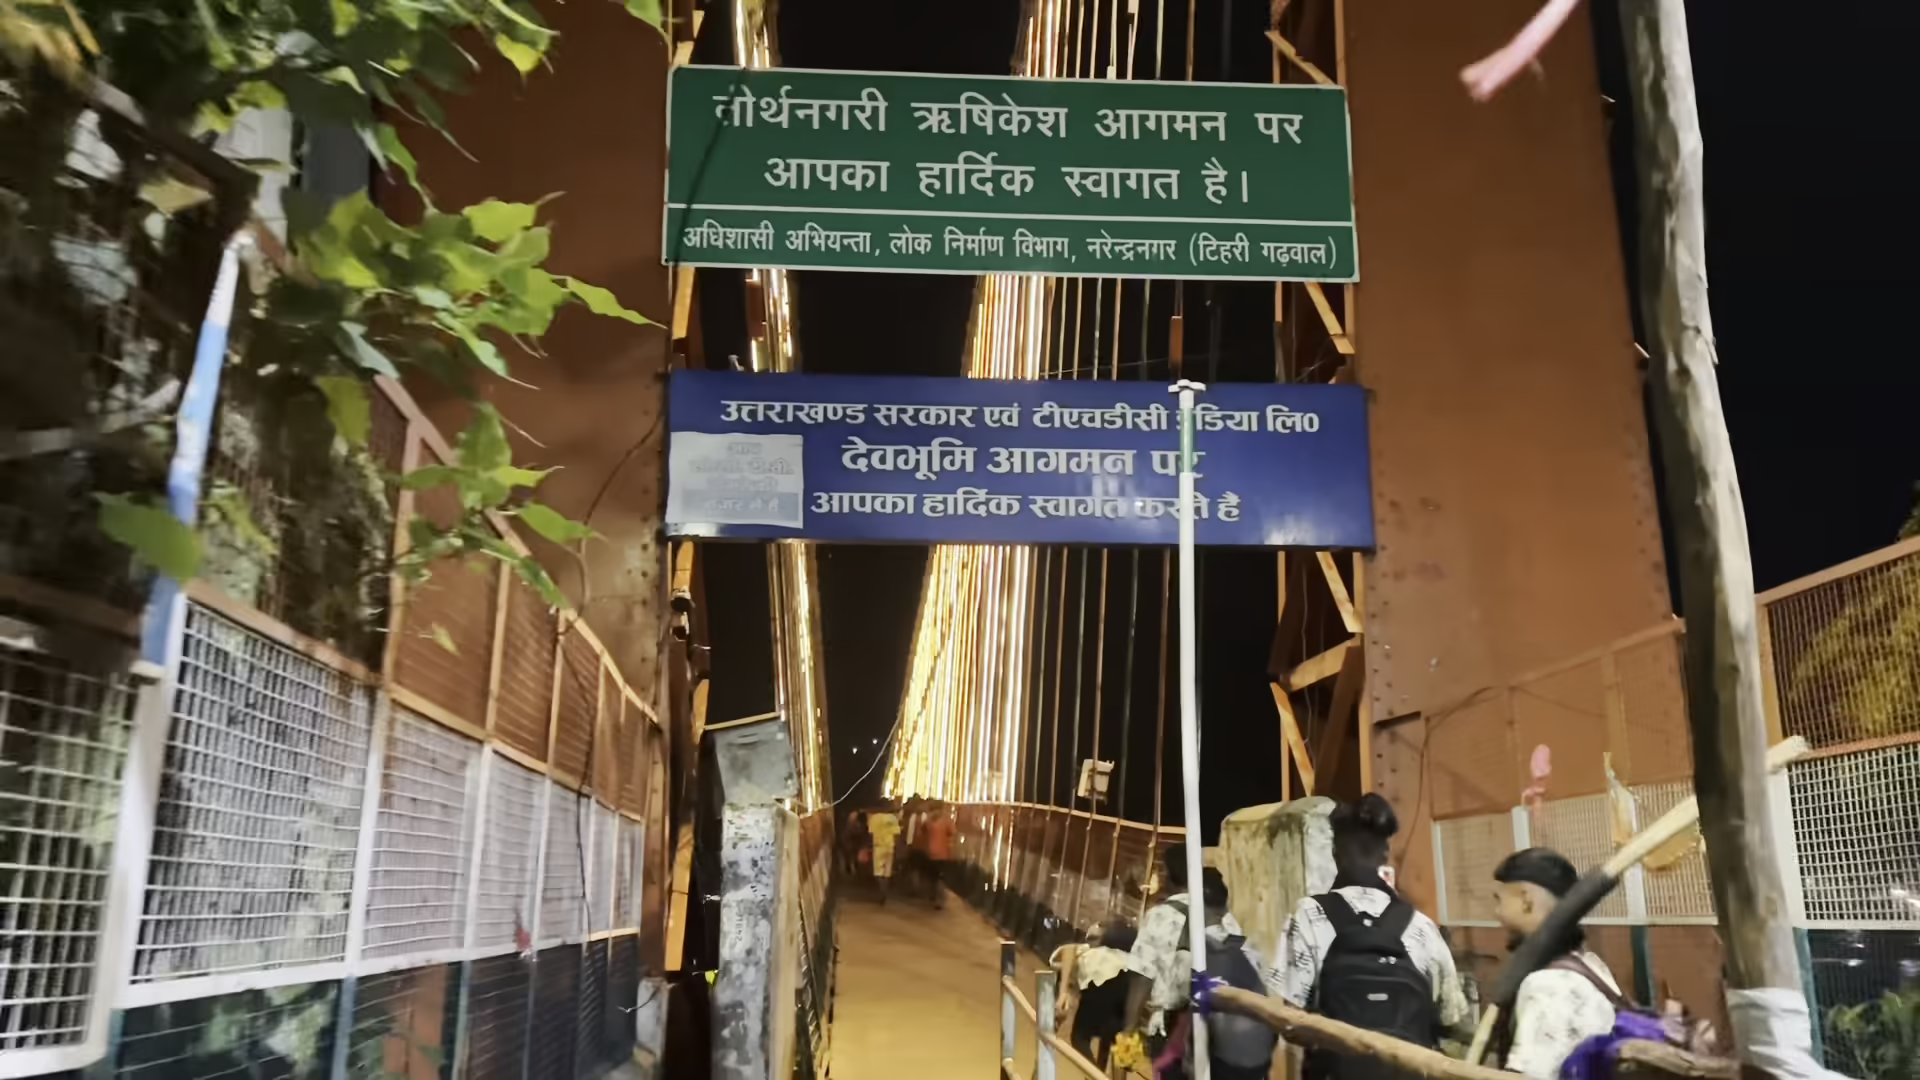 तीर्थनगरी ऋषिकेश आगमन पर
आपका हार्दिक स्वागत है।
अधिशासी अभियन्ता, लोक निर्माण विभाग, नरेन्द्रनगर (टिहरी गढ़वाल)
उत्तराखण्ड सरकार एवं टीएचडीसी इंडिया लि०
देवभूमि आगमन पर
आपका हार्दिक स्वागत करते हैं